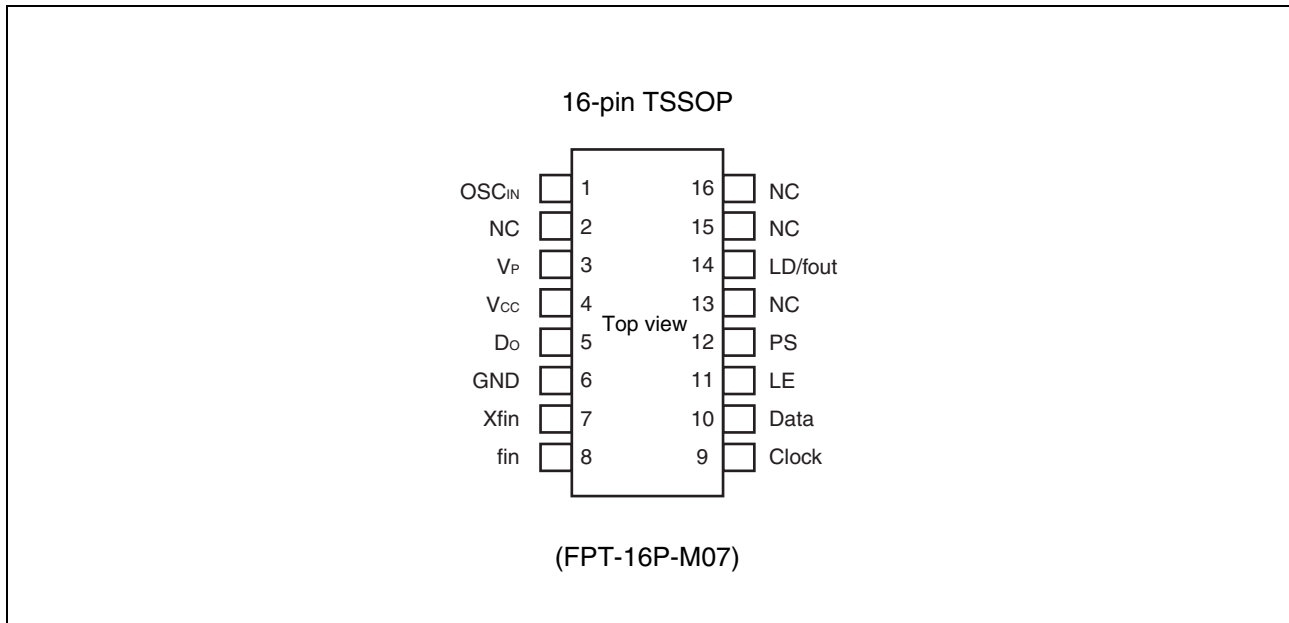 16-pin TSSOP
OSCIN 1 16 NC
NC 2 15 NC
VP 3 14 LD/fout
VCC 4 13 NC
Top view
DO 5 12 PS
GND 6 11 LE
Xfin 7 10 Data
fin 8 9 Clock
(FPT-16P-M07)